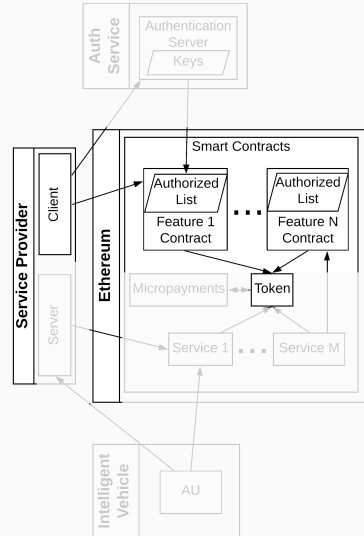 Auth
Service
Authentication
Server
Keys
Service Provider
Client
Server
Ethereum
Smart Contracts
Authorized
List
Feature 1
Contract
...
Authorized
List
Feature N
Contract
Micropayments
Token
Service 1
...
Service M
Intelligent
Vehicle
AU